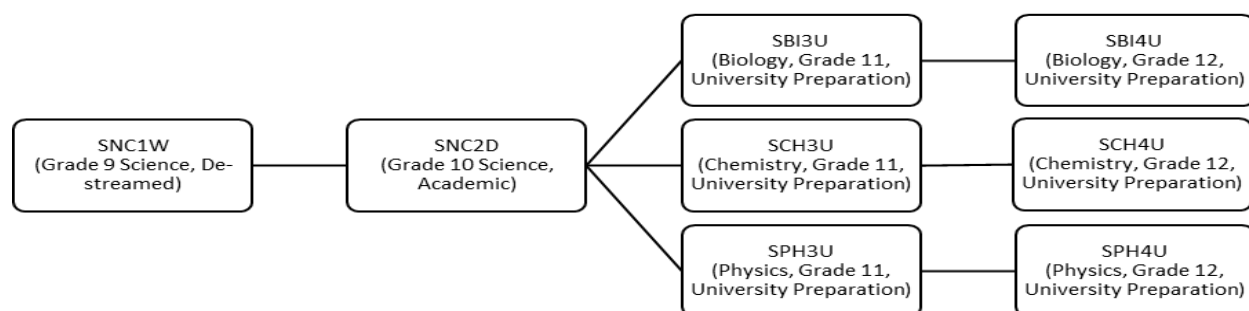 SNC1W
(Grade 9 Science, De-
streamed)
SNC2D
(Grade 10 Science,
Academic)
SBI3U
(Biology, Grade 11,
University Preparation)
SBI4U
(Biology, Grade 12,
University Preparation)
SCH3U
(Chemistry, Grade 11,
University Preparation)
SCH4U
(Chemistry, Grade 12,
University Preparation)
SPH3U
(Physics, Grade 11,
University Preparation)
SPH4U
(Physics, Grade 12,
University Preparation)